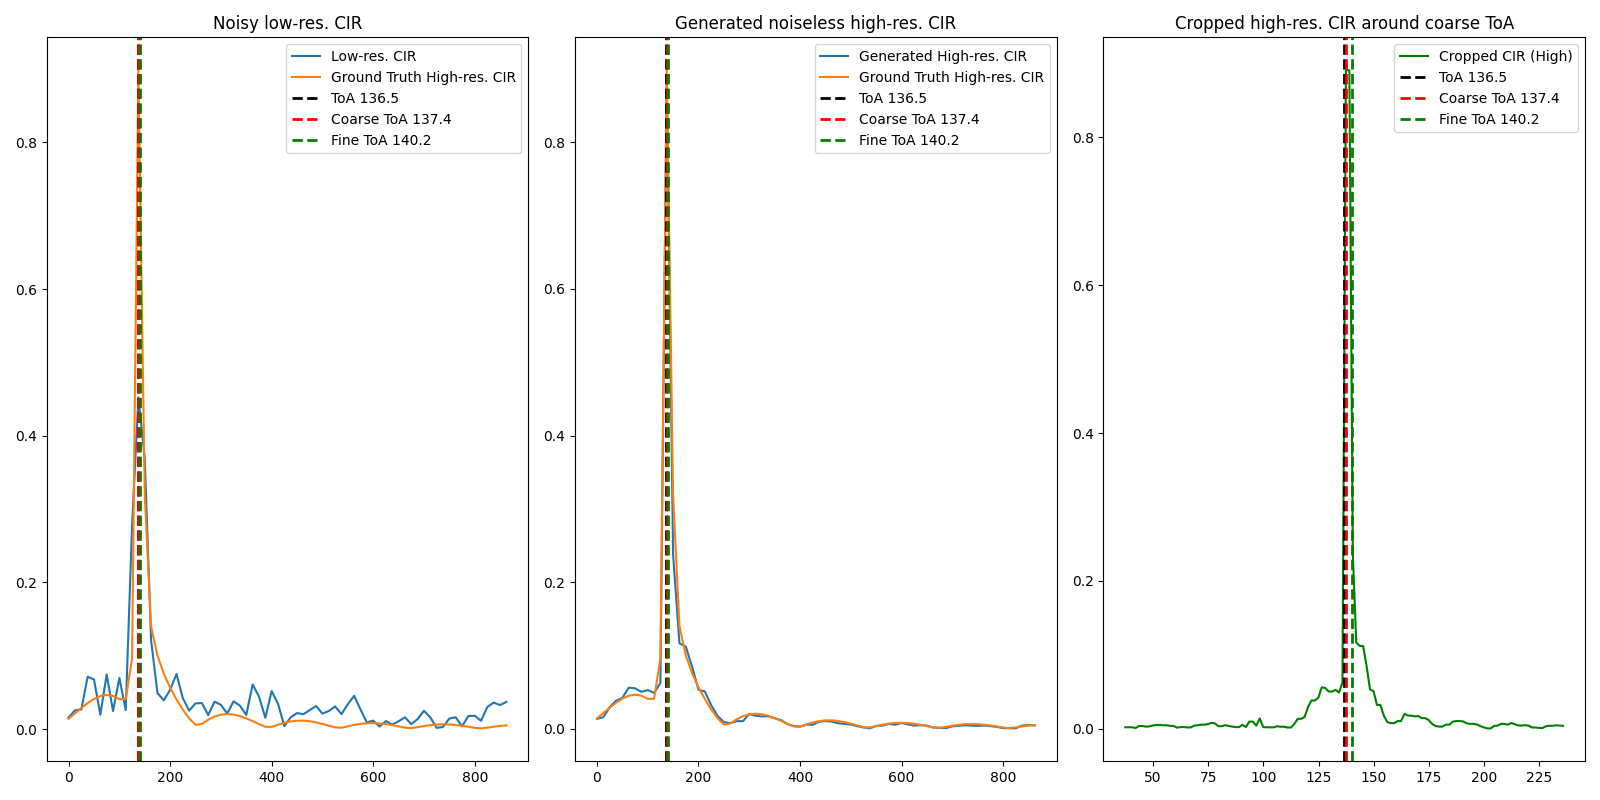 Noisy low-res. CIR
Low-res. CIR
Ground Truth High-res. CIR
ToA 136.5
Coarse ToA 137.4
Fine ToA 140.2
0.8
0.6
0.4
0.2
0.0
0 200 400 600 800
Generated noiseless high-res. CIR
Generated High-res. CIR
Ground Truth High-res. CIR
ToA 136.5
Coarse ToA 137.4
Fine ToA 140.2
0.8
0.6
0.4
0.2
0.0
0 200 400 600 800
Cropped high-res. CIR around coarse ToA
Cropped CIR (High)
ToA 136.5
Coarse ToA 137.4
Fine ToA 140.2
0.8
0.6
0.4
0.2
0.0
50 75 100 125 150 175 200 225